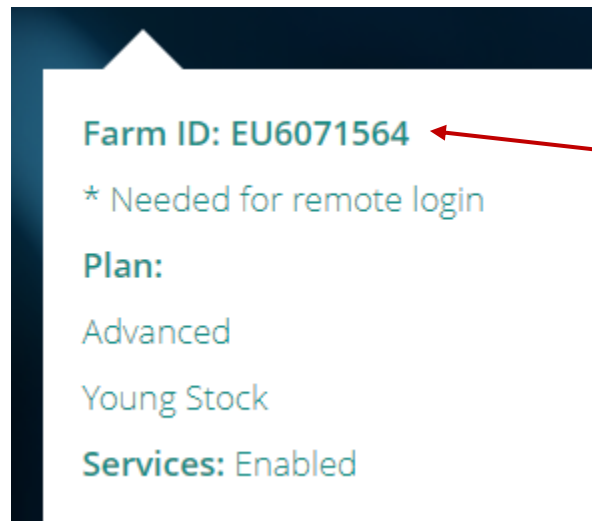 Farm ID: EU6071564
* Needed for remote login
Plan:
Advanced
Young Stock
Services: Enabled